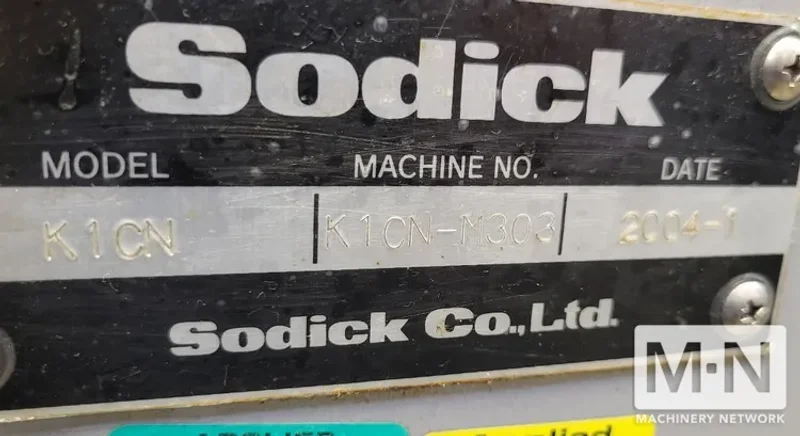 Sodick
MODEL MACHINE NO. DATE
K1CN K1CN-M303 2004-1
Sodick Co., Ltd.
M·N
MACHINERY NETWORK